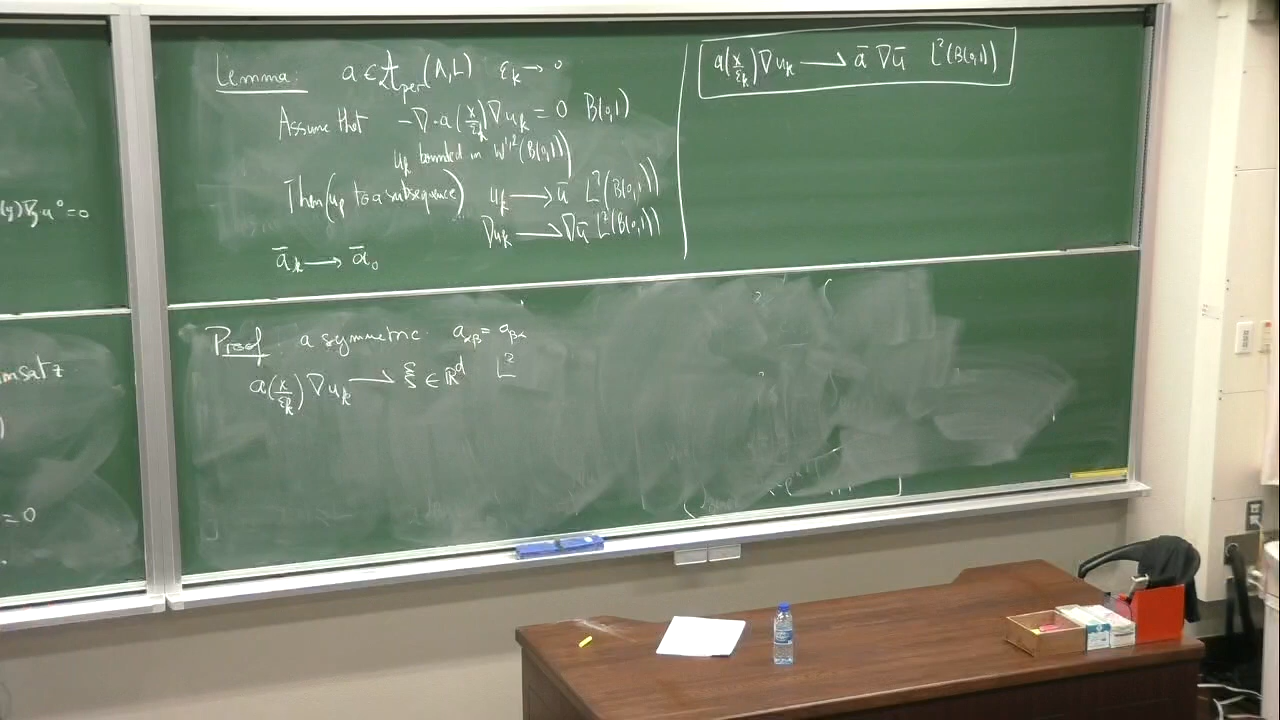 Lemma: a ∈ A_per(Λ, L) ε_k → 0
Assume that -∇·a(x/ε_k)∇u_k = 0 B(0,1)
u_k bounded in W^{1,2}(B(0,1))
Then (up to a subsequence) u_k → ū L²(B(0,1))
∇u_k ⇀ ∇ū L²(B(0,1))
ā_k → ā_0
a(x/ε_k)∇u_k ⇀ ā∇ū L²(B(0,1))
Proof: a symmetric. a_{αβ} = a_{βα}
a(x/ε_k)∇u_k ⇀ ξ ∈ ℝ^d L²
nsatz
)
= 0